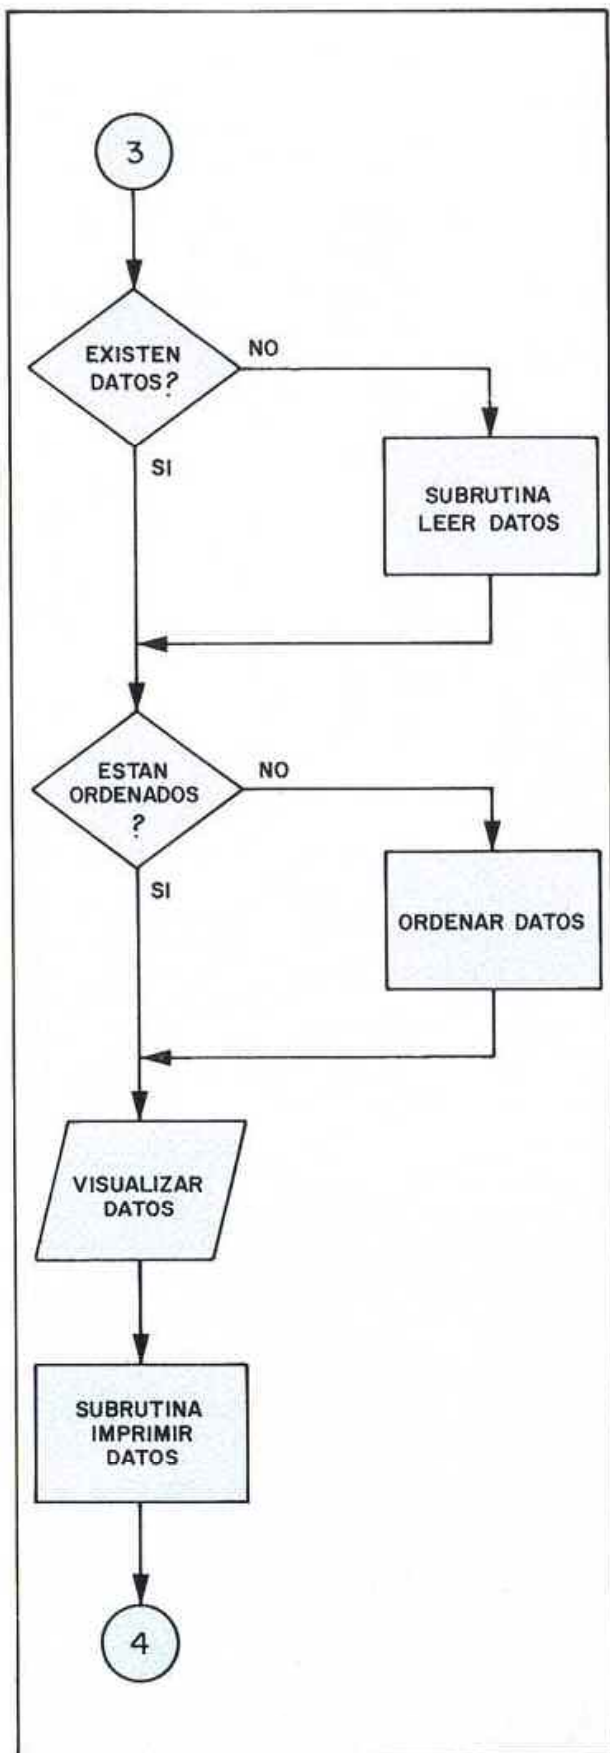 3
EXISTEN
DATOS?
NO
SI
SUBRUTINA
LEER DATOS
ESTAN
ORDENADOS
?
NO
SI
ORDENAR DATOS
VISUALIZAR
DATOS
SUBRUTINA
IMPRIMIR
DATOS
4